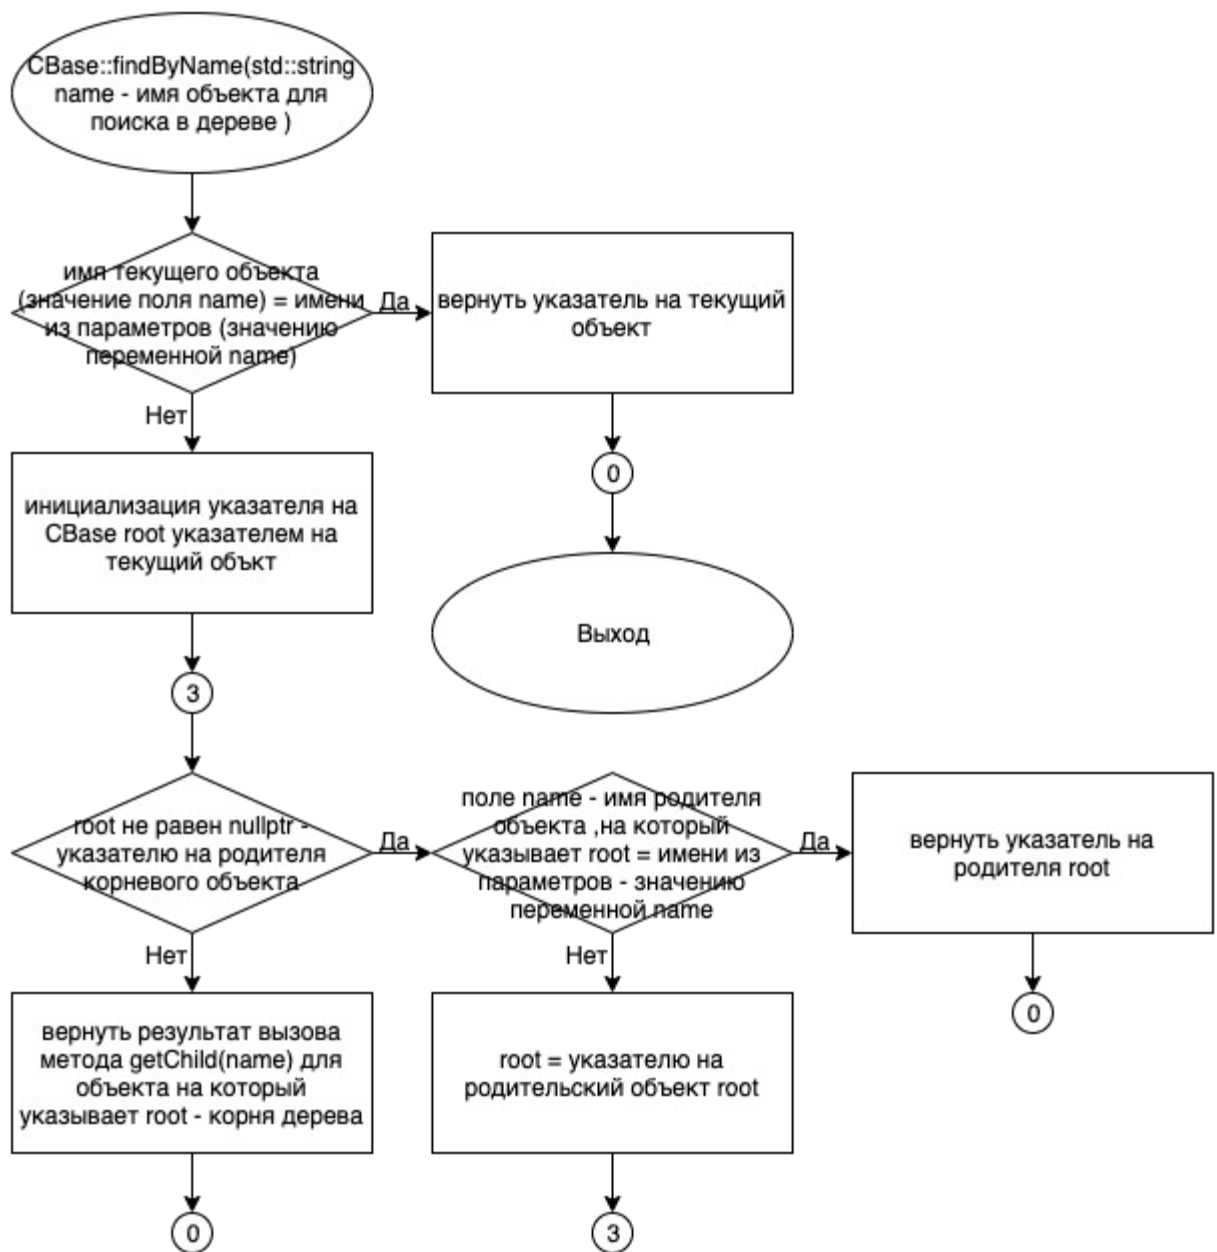 CBase::findByName(std::string
name - имя объекта для
поиска в дереве )
имя текущего объекта
(значение поля name) = имени
из параметров (значению
переменной name)
Да
вернуть указатель на текущий
объект
Нет
0
инициализация указателя на
CBase root указателем на
текущий объкт
Выход
3
root не равен nullptr -
указателю на родителя
корневого объекта
Да
поле name - имя родителя
объекта ,на который
указывает root = имени из
параметров - значению
переменной name
Да
вернуть указатель на
родителя root
Нет
Нет
0
вернуть результат вызова
метода getChild(name) для
объекта на который
указывает root - корня дерева
root = указателю на
родительский объект root
0
3